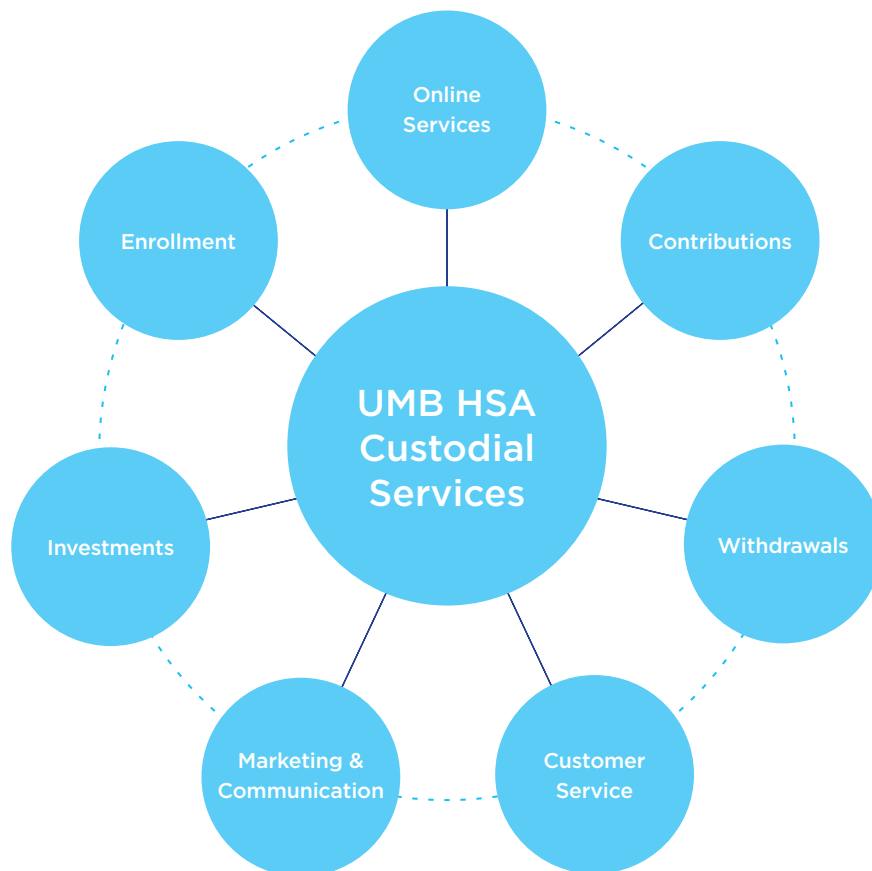 Online
Services
Enrollment
Contributions
UMB HSA
Custodial
Services
Investments
Withdrawals
Marketing &
Communication
Customer
Service